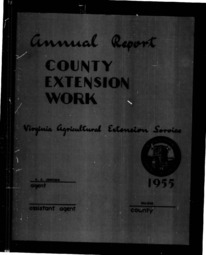 Annual Report
COUNTY
EXTENSION
WORK
Virginia Agricultural Extension Service
agent
1955
assistant agent
county